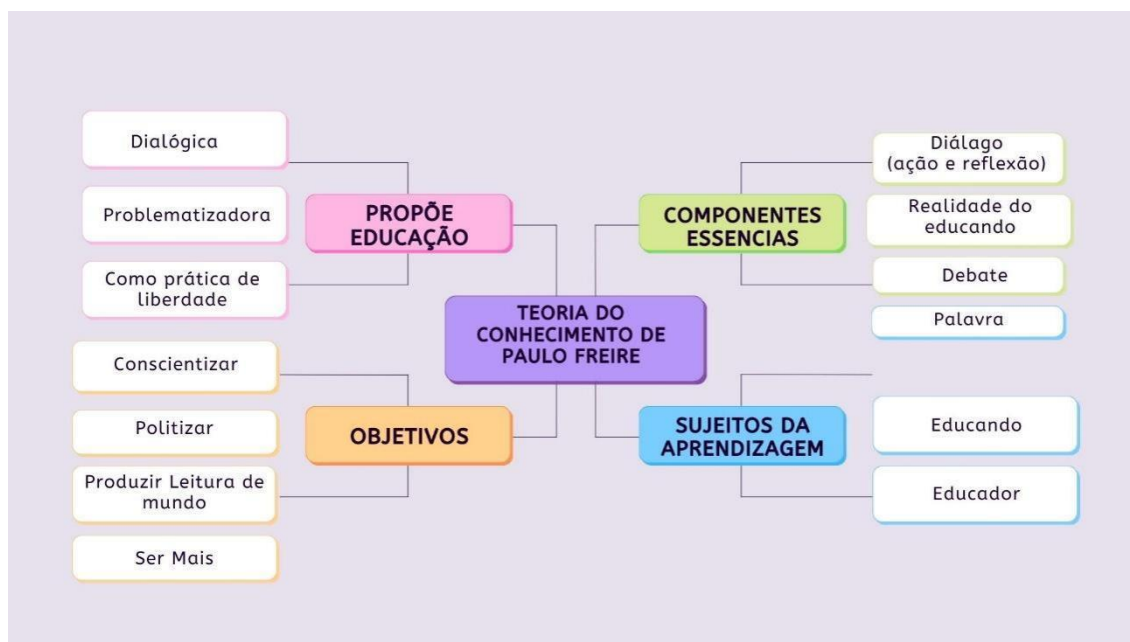 Dialógica
Problematizadora
Como prática de
liberdade
PROPÕE
EDUCAÇÃO
Conscientizar
Politizar
Produzir Leitura de
mundo
Ser Mais
OBJETIVOS
TEORIA DO
CONHECIMENTO DE
PAULO FREIRE
COMPONENTES
ESSENCIAS
Diálago
(ação e reflexão)
Realidade do
educando
Debate
Palavra
SUJEITOS DA
APRENDIZAGEM
Educando
Educador